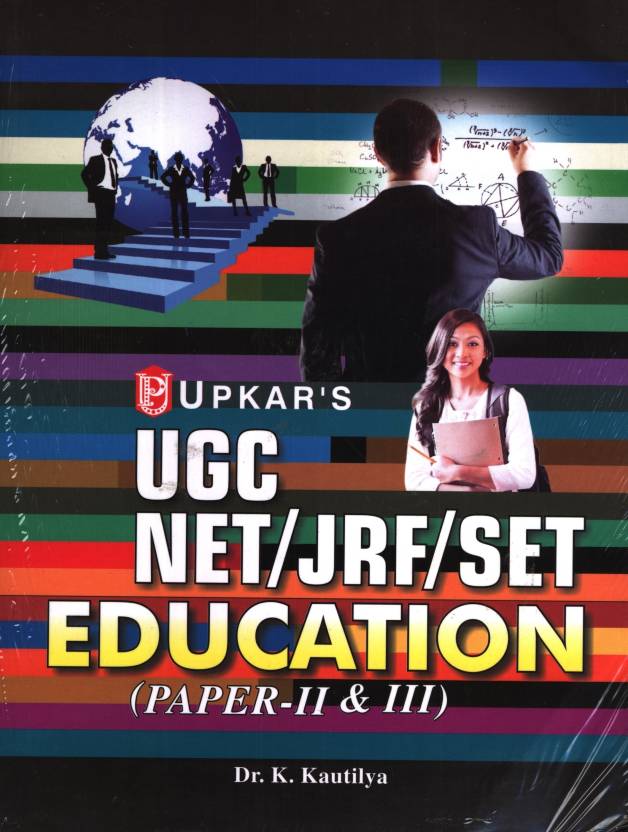 UPKAR'S
UGC
NET/JRF/SET
EDUCATION
(PAPER-II & III)
Dr. K. Kautilya